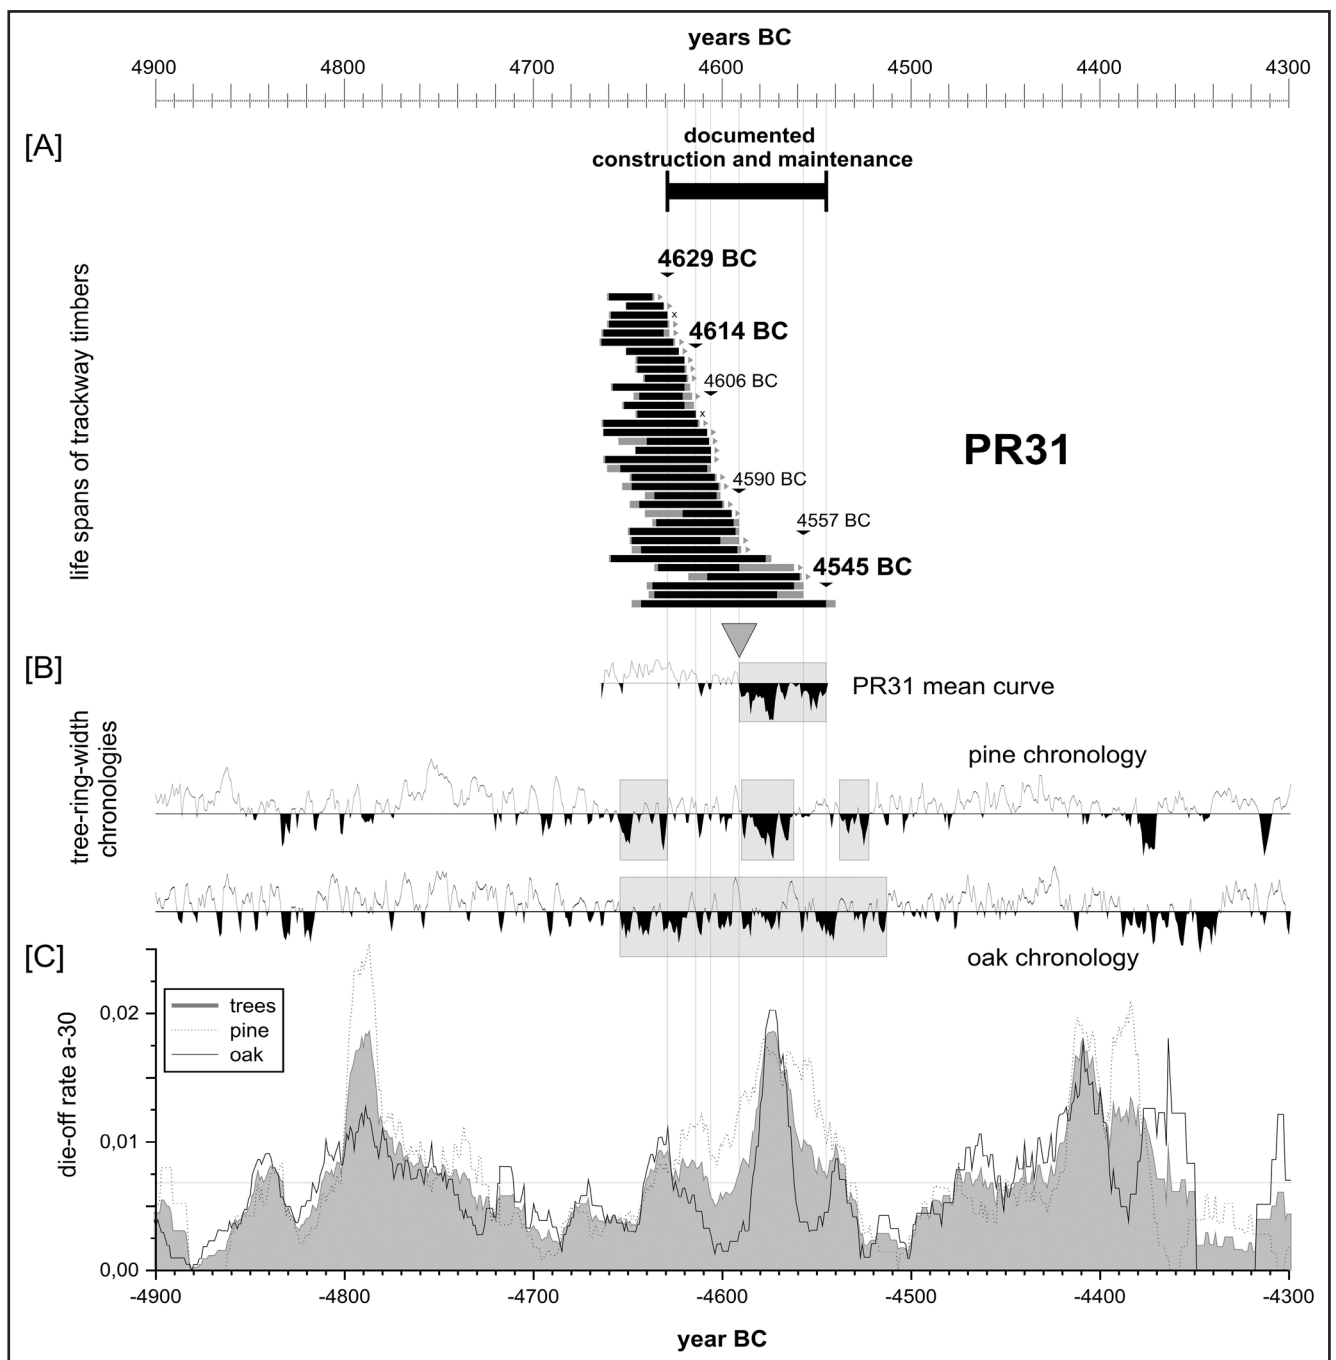 years BC
4900 4800 4700 4600 4500 4400 4300
[A]
documented
construction and maintenance
life spans of trackway timbers
4629 BC
x
4614 BC
4606 BC
x
PR31
4590 BC
4557 BC
4545 BC
[B]
PR31 mean curve
tree-ring-width
chronologies
pine chronology
oak chronology
[C]
die-off rate a-30
trees
pine
oak
0,02
0,01
0,00
-4900 -4800 -4700 -4600 -4500 -4400 -4300
year BC